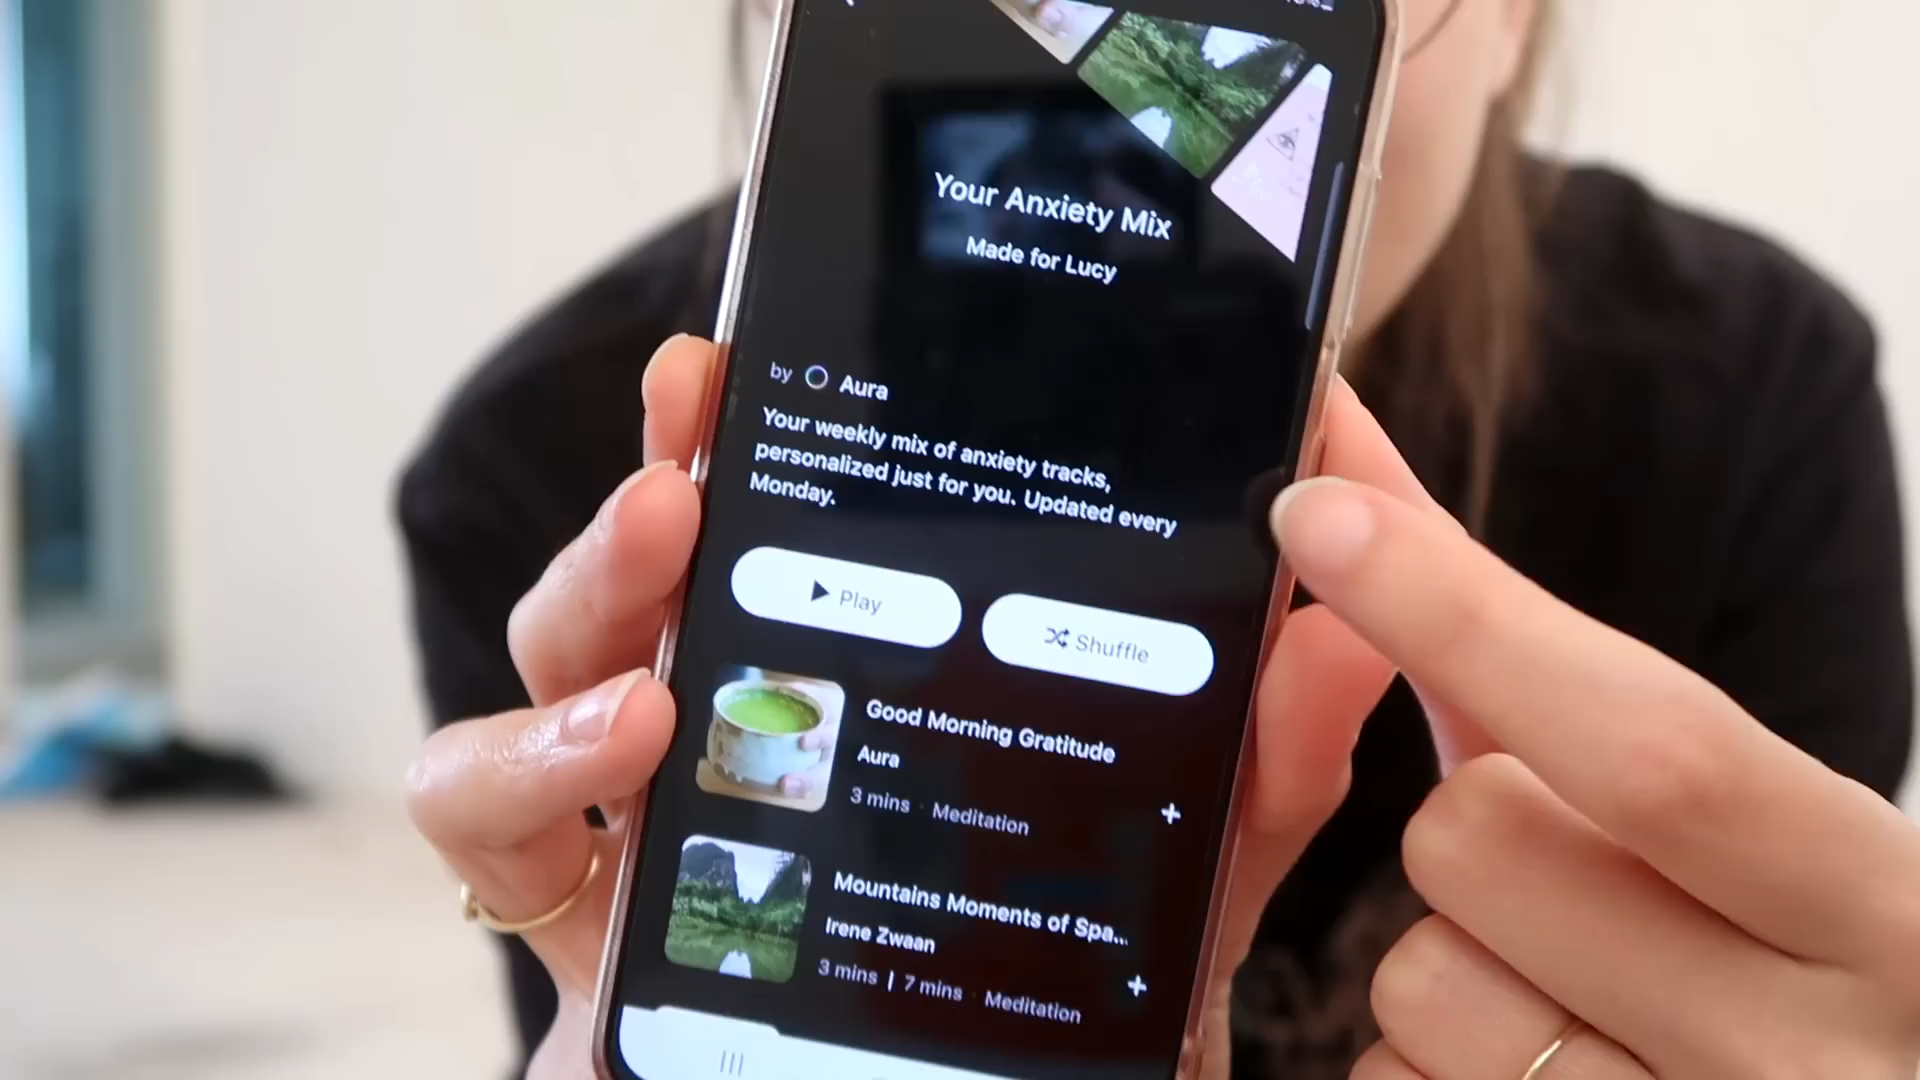 Your Anxiety Mix
Made for Lucy
by Aura
Your weekly mix of anxiety tracks,
personalized just for you. Updated every
Monday.
Play
Shuffle
Good Morning Gratitude
Aura
3 mins · Meditation
Mountains Moments of Spa...
Irene Zwaan
3 mins | 7 mins · Meditation